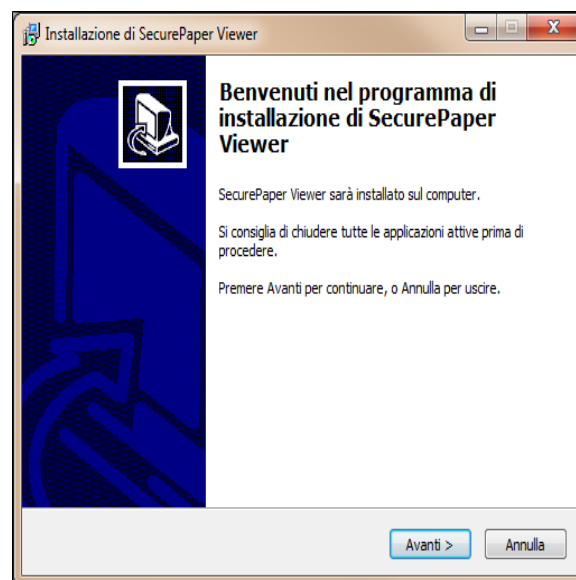 Installazione di SecurePaper Viewer
Benvenuti nel programma di
installazione di SecurePaper
Viewer
SecurePaper Viewer sarà installato sul computer.
Si consiglia di chiudere tutte le applicazioni attive prima di
procedere.
Premere Avanti per continuare, o Annulla per uscire.
Avanti >
Annulla